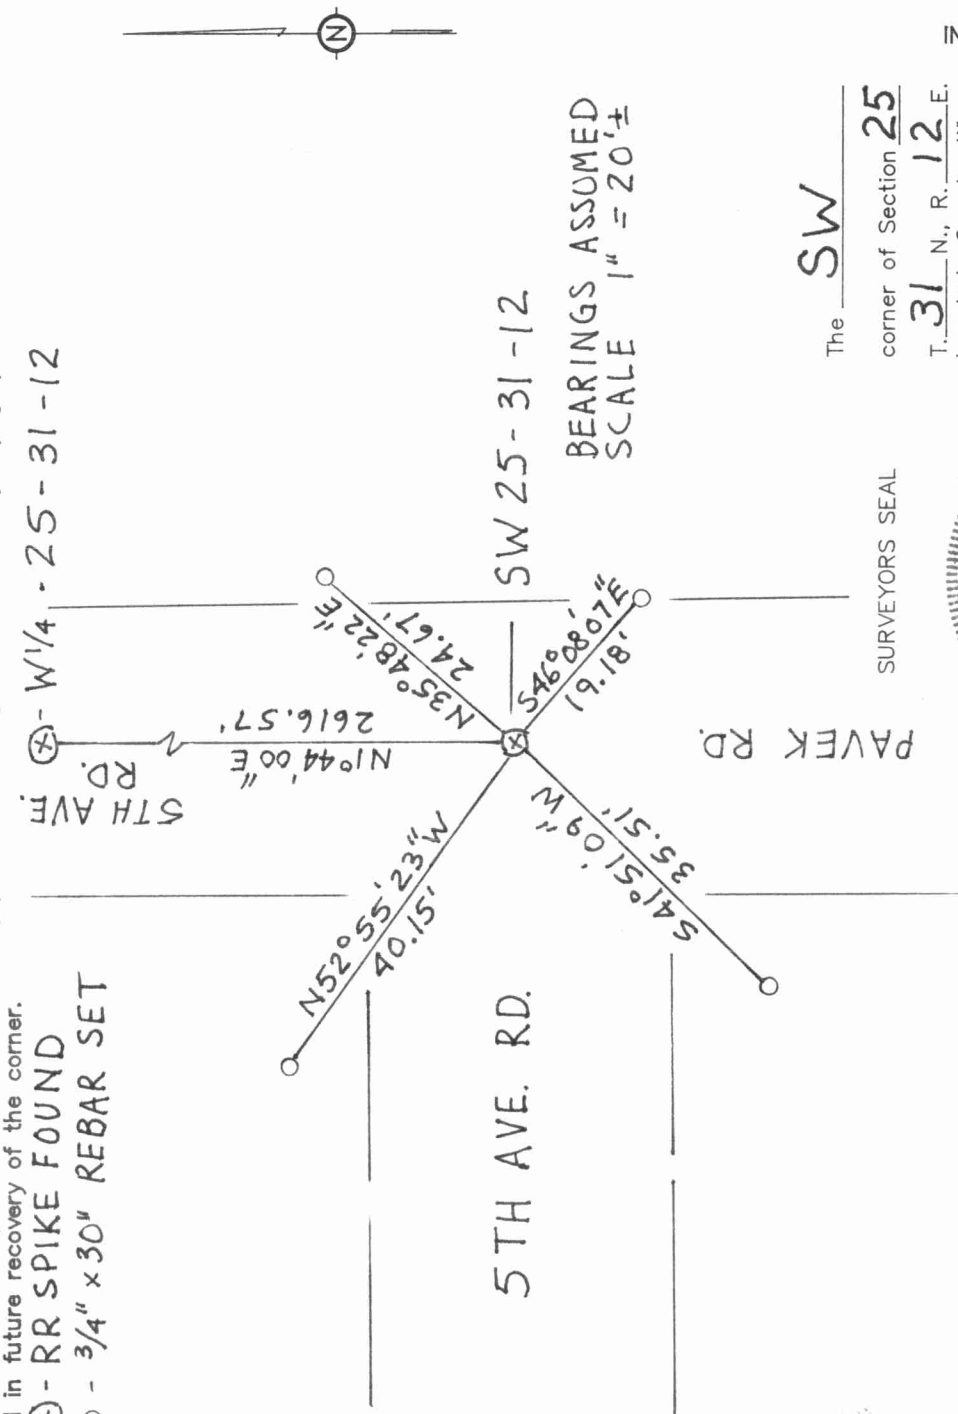 in future recovery of the corner.
- RR SPIKE FOUND
- 3/4" x 30" REBAR SET
- W1/4 - 25-31-12
5TH AVE.
RD.
N1°44'00"E
2616.57'
N52°55'23"W
40.15'
N35°48'22"E
24.67'
S46°08'07"E
19.18'
S41°51'09"W
35.51'
SW 25-31-12
5TH AVE. RD.
PAVEK RD.
BEARINGS ASSUMED
SCALE 1" = 20'±
N
SURVEYORS SEAL
The SW
corner of Section 25
T. 31 N., R. 12 E.